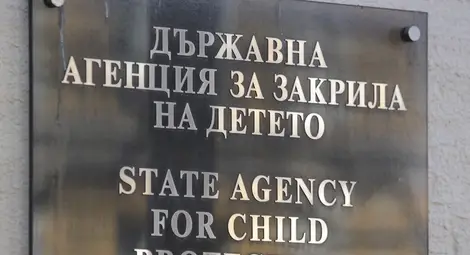 ДЪРЖАВНА
АГЕНЦИЯ ЗА ЗАКРИЛА
НА ДЕТЕТО
STATE AGENCY
FOR CHILD